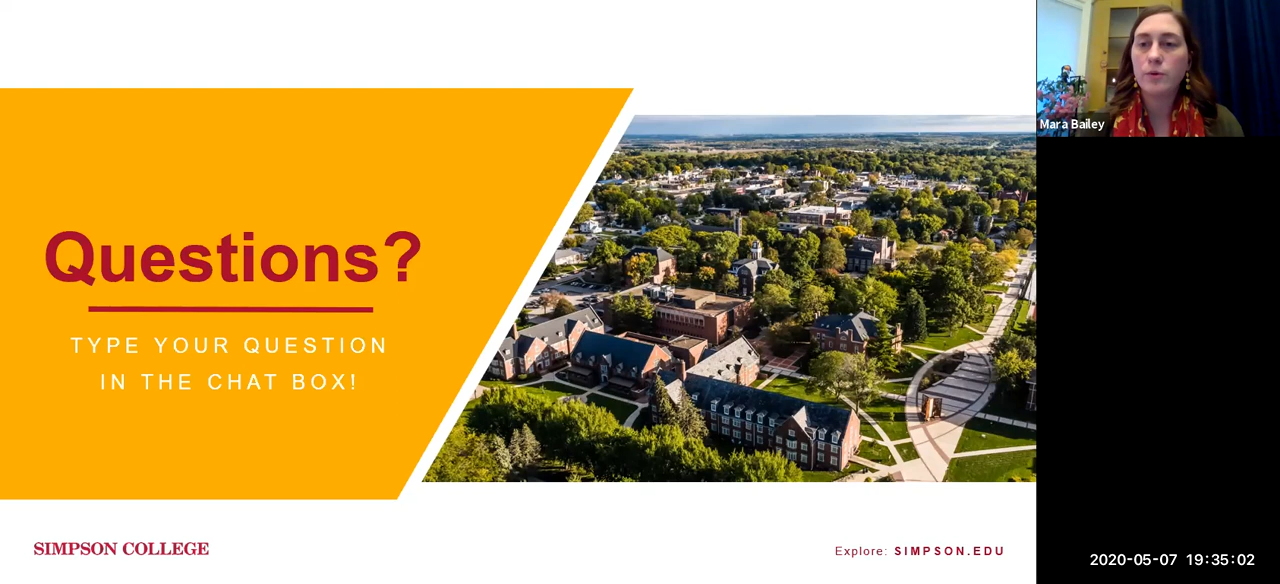 Questions?
TYPE YOUR QUESTION
IN THE CHAT BOX!
SIMPSON COLLEGE
Explore: SIMPSON.EDU
Mara Bailey
2020-05-07 19:35:02